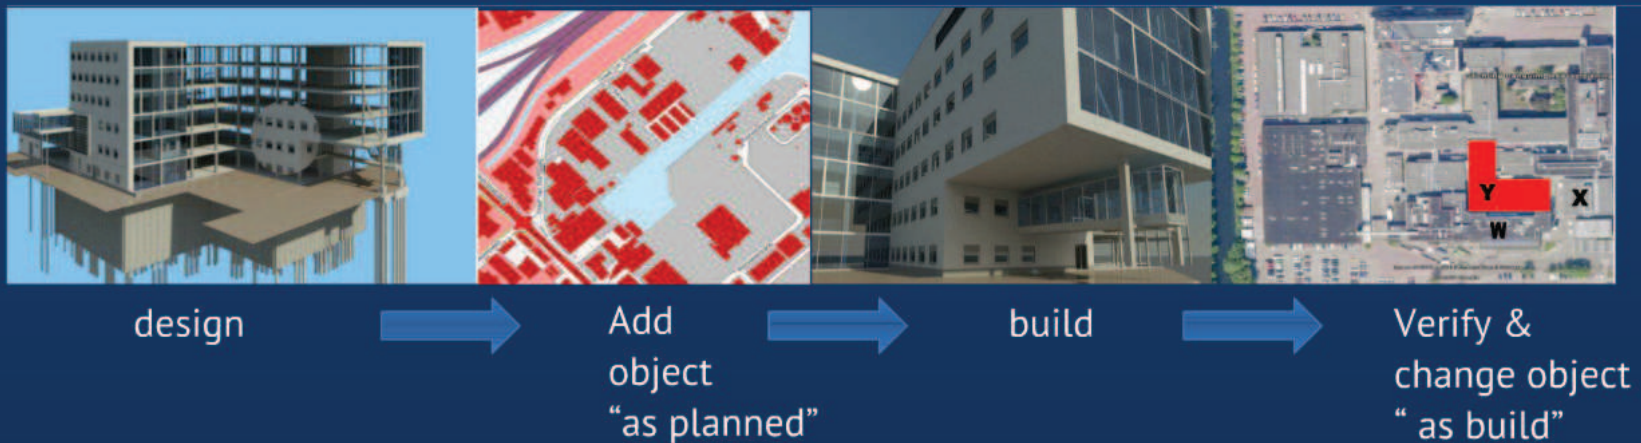 Y
X
W
design
Add
object
“as planned”
build
Verify &
change object
“ as build”